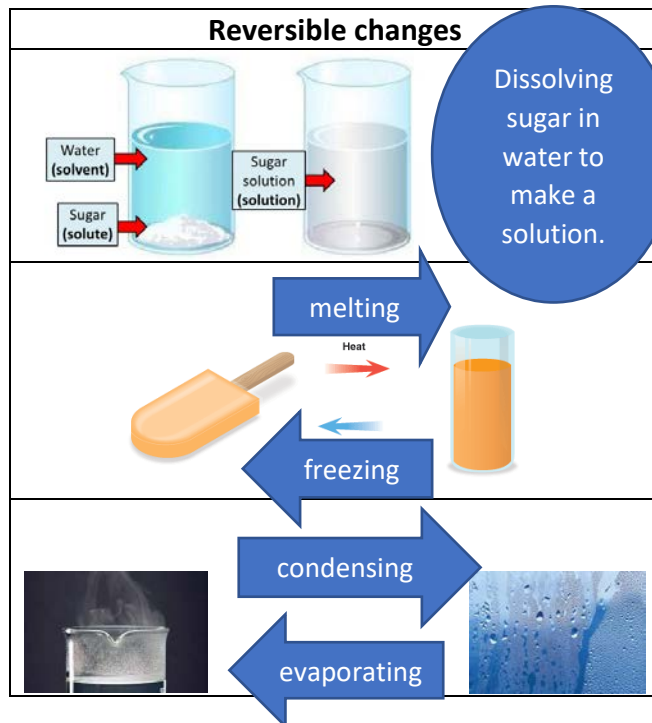 Reversible changes
Water
(solvent)
Sugar
(solute)
Sugar
solution
(solution)
Dissolving
sugar in
water to
make a
solution.
melting
Heat
freezing
condensing
evaporating